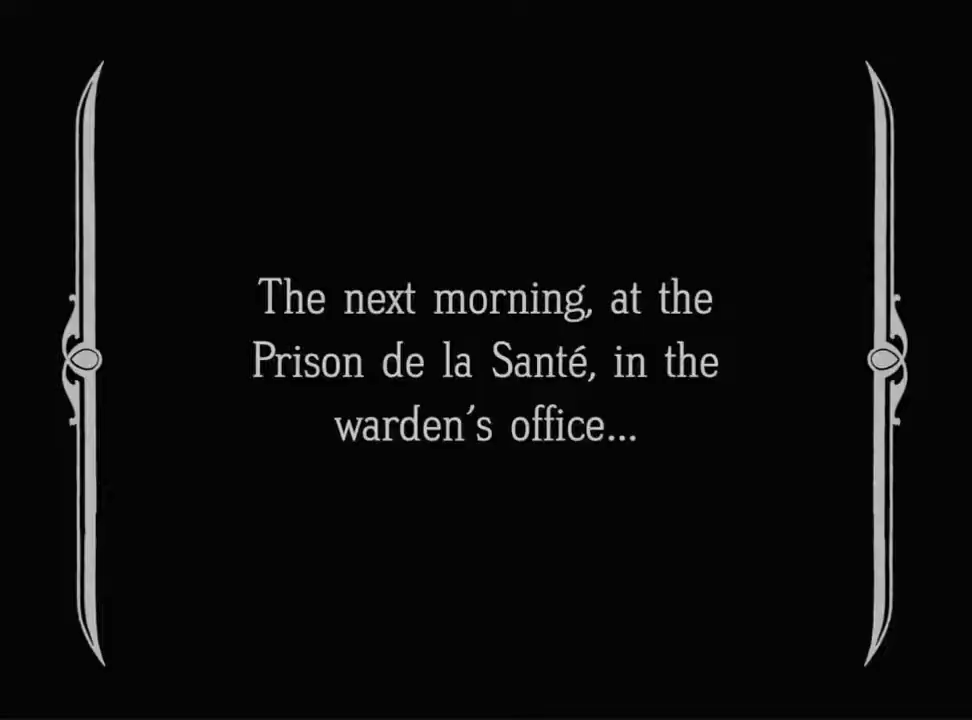 The next morning, at the
Prison de la Santé, in the
warden's office...